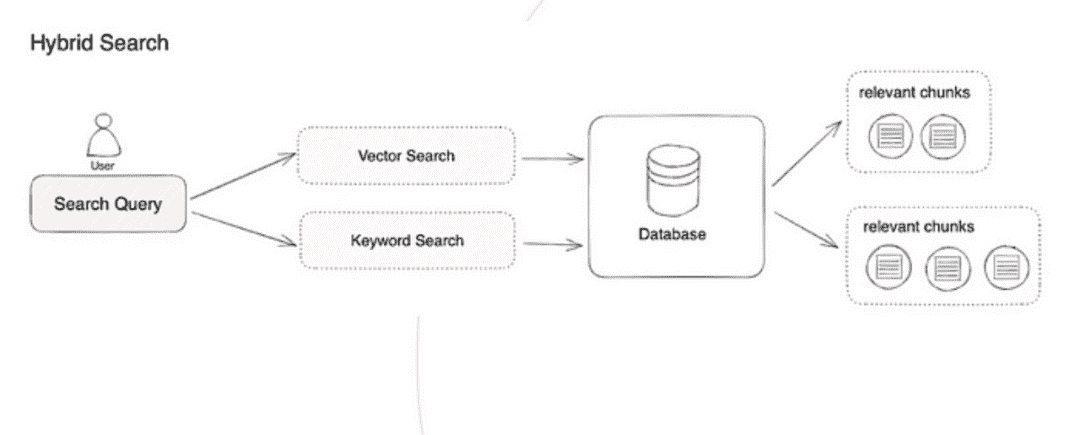 Hybrid Search
User
Search Query
Vector Search
Keyword Search
Database
relevant chunks
relevant chunks